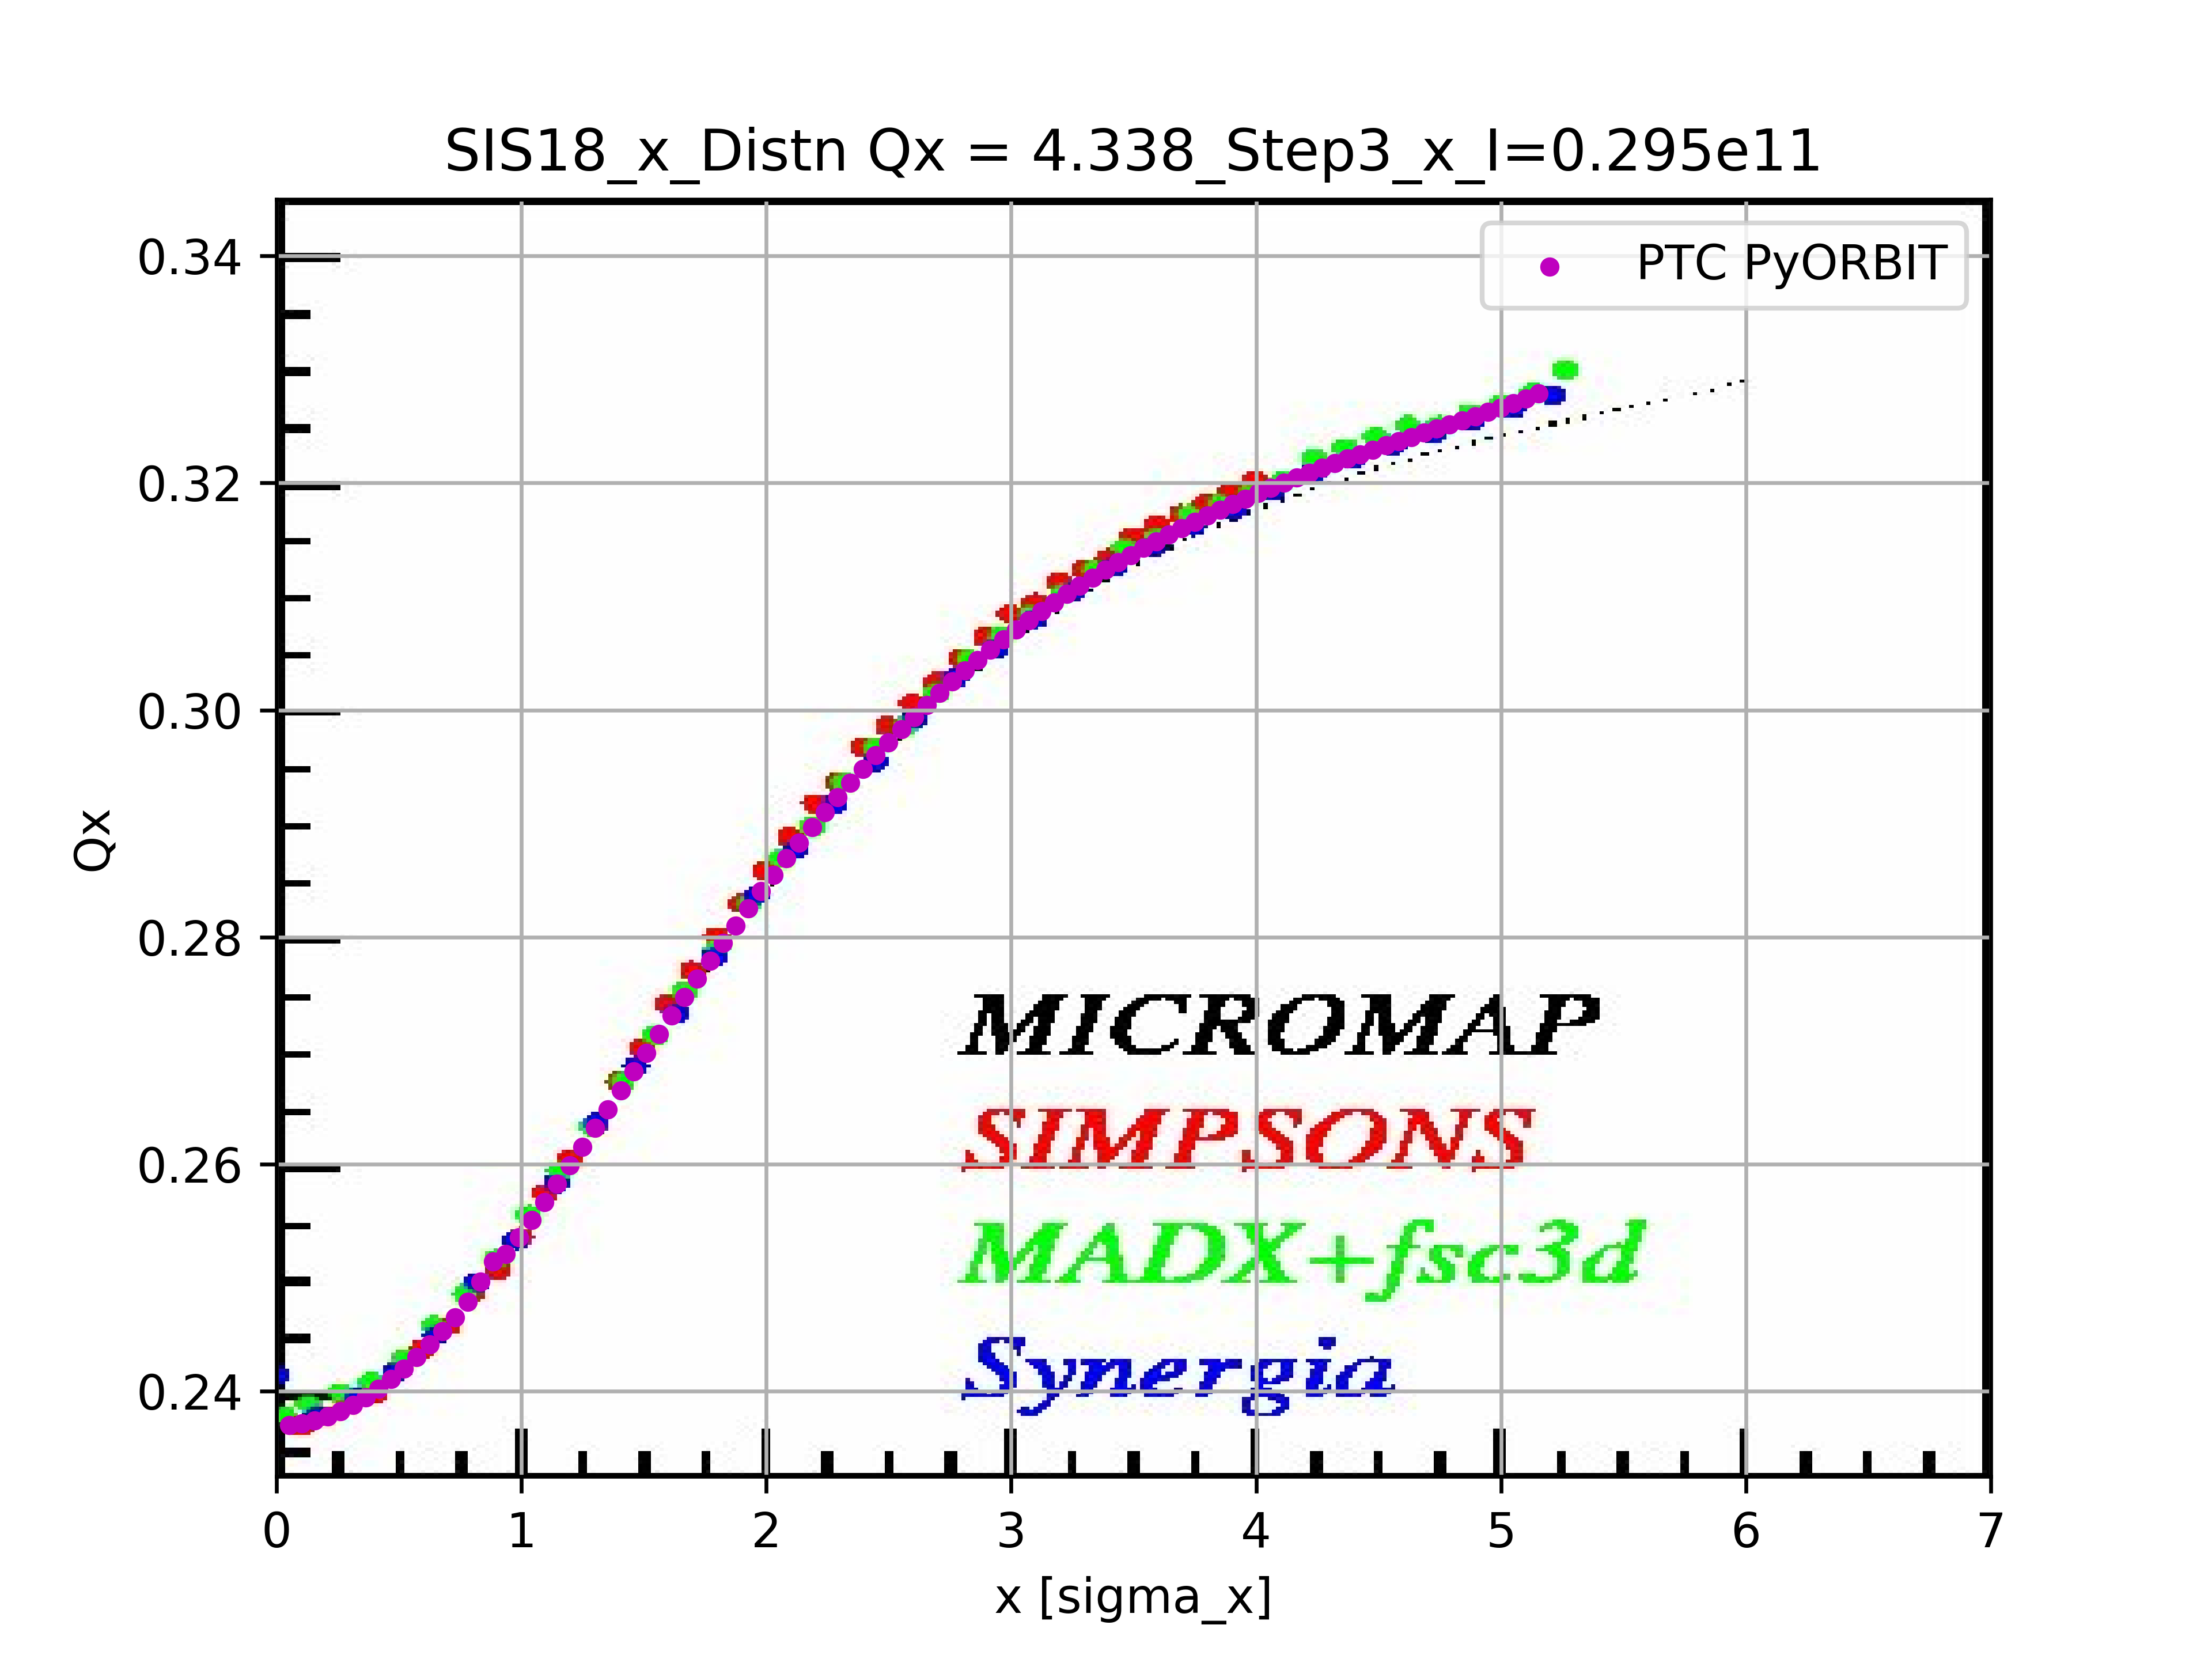 SIS18_x_Distn Qx = 4.338_Step3_x_I=0.295e11
PTC PyORBIT
0.34
0.32
0.30
0.28
0.26
0.24
Qx
MICROMAP
SIMPSONS
MADX+fsc3d
Synergia
0 1 2 3 4 5 6 7
x [sigma_x]